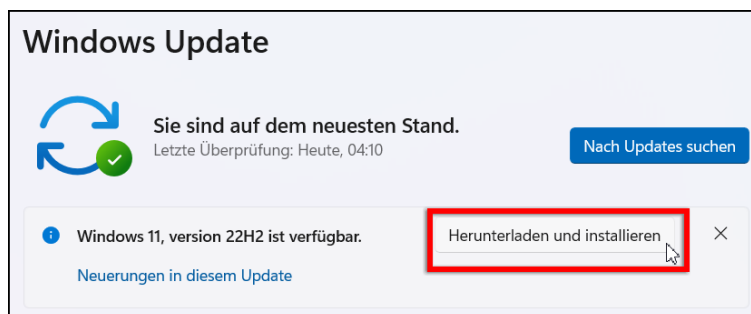 Windows Update
Sie sind auf dem neuesten Stand.
Letzte Überprüfung: Heute, 04:10
Nach Updates suchen
Windows 11, version 22H2 ist verfügbar.
Herunterladen und installieren
Neuerungen in diesem Update